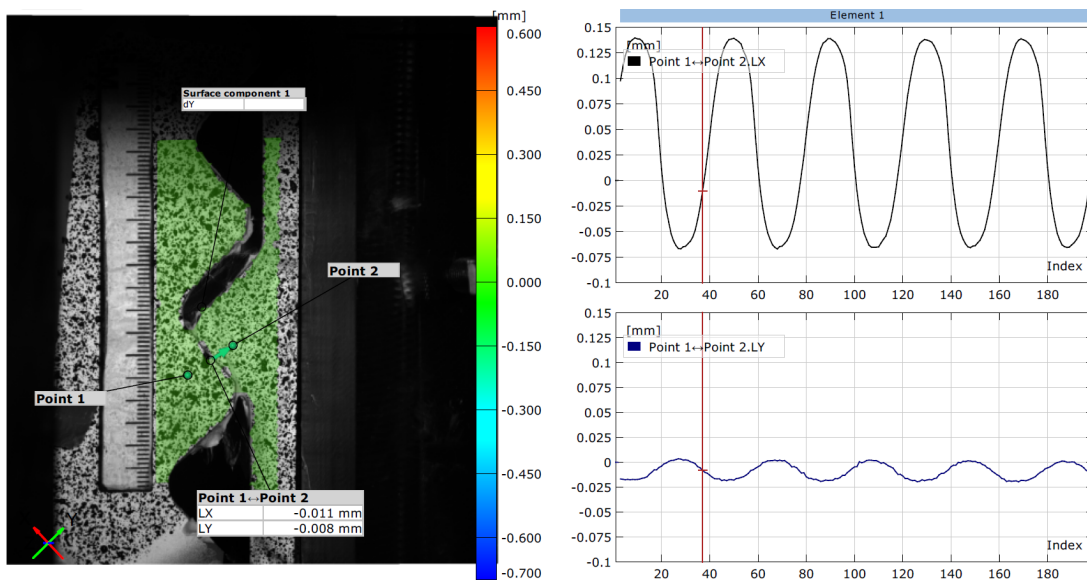 [mm]
0.600
0.450
0.300
0.150
0.000
-0.150
-0.300
-0.450
-0.600
-0.700
Surface component 1
dY
Point 2
Point 1
Point 1↔Point 2
LX -0.011 mm
LY -0.008 mm
Element 1
[mm]
Point 1↔Point 2.LX
0.15
0.125
0.1
0.075
0.05
0.025
0
-0.025
-0.05
-0.075
-0.1
Index
20 40 60 80 100 120 140 160 180
[mm]
Point 1↔Point 2.LY
0.15
0.125
0.1
0.075
0.05
0.025
0
-0.025
-0.05
-0.075
-0.1
Index
20 40 60 80 100 120 140 160 180